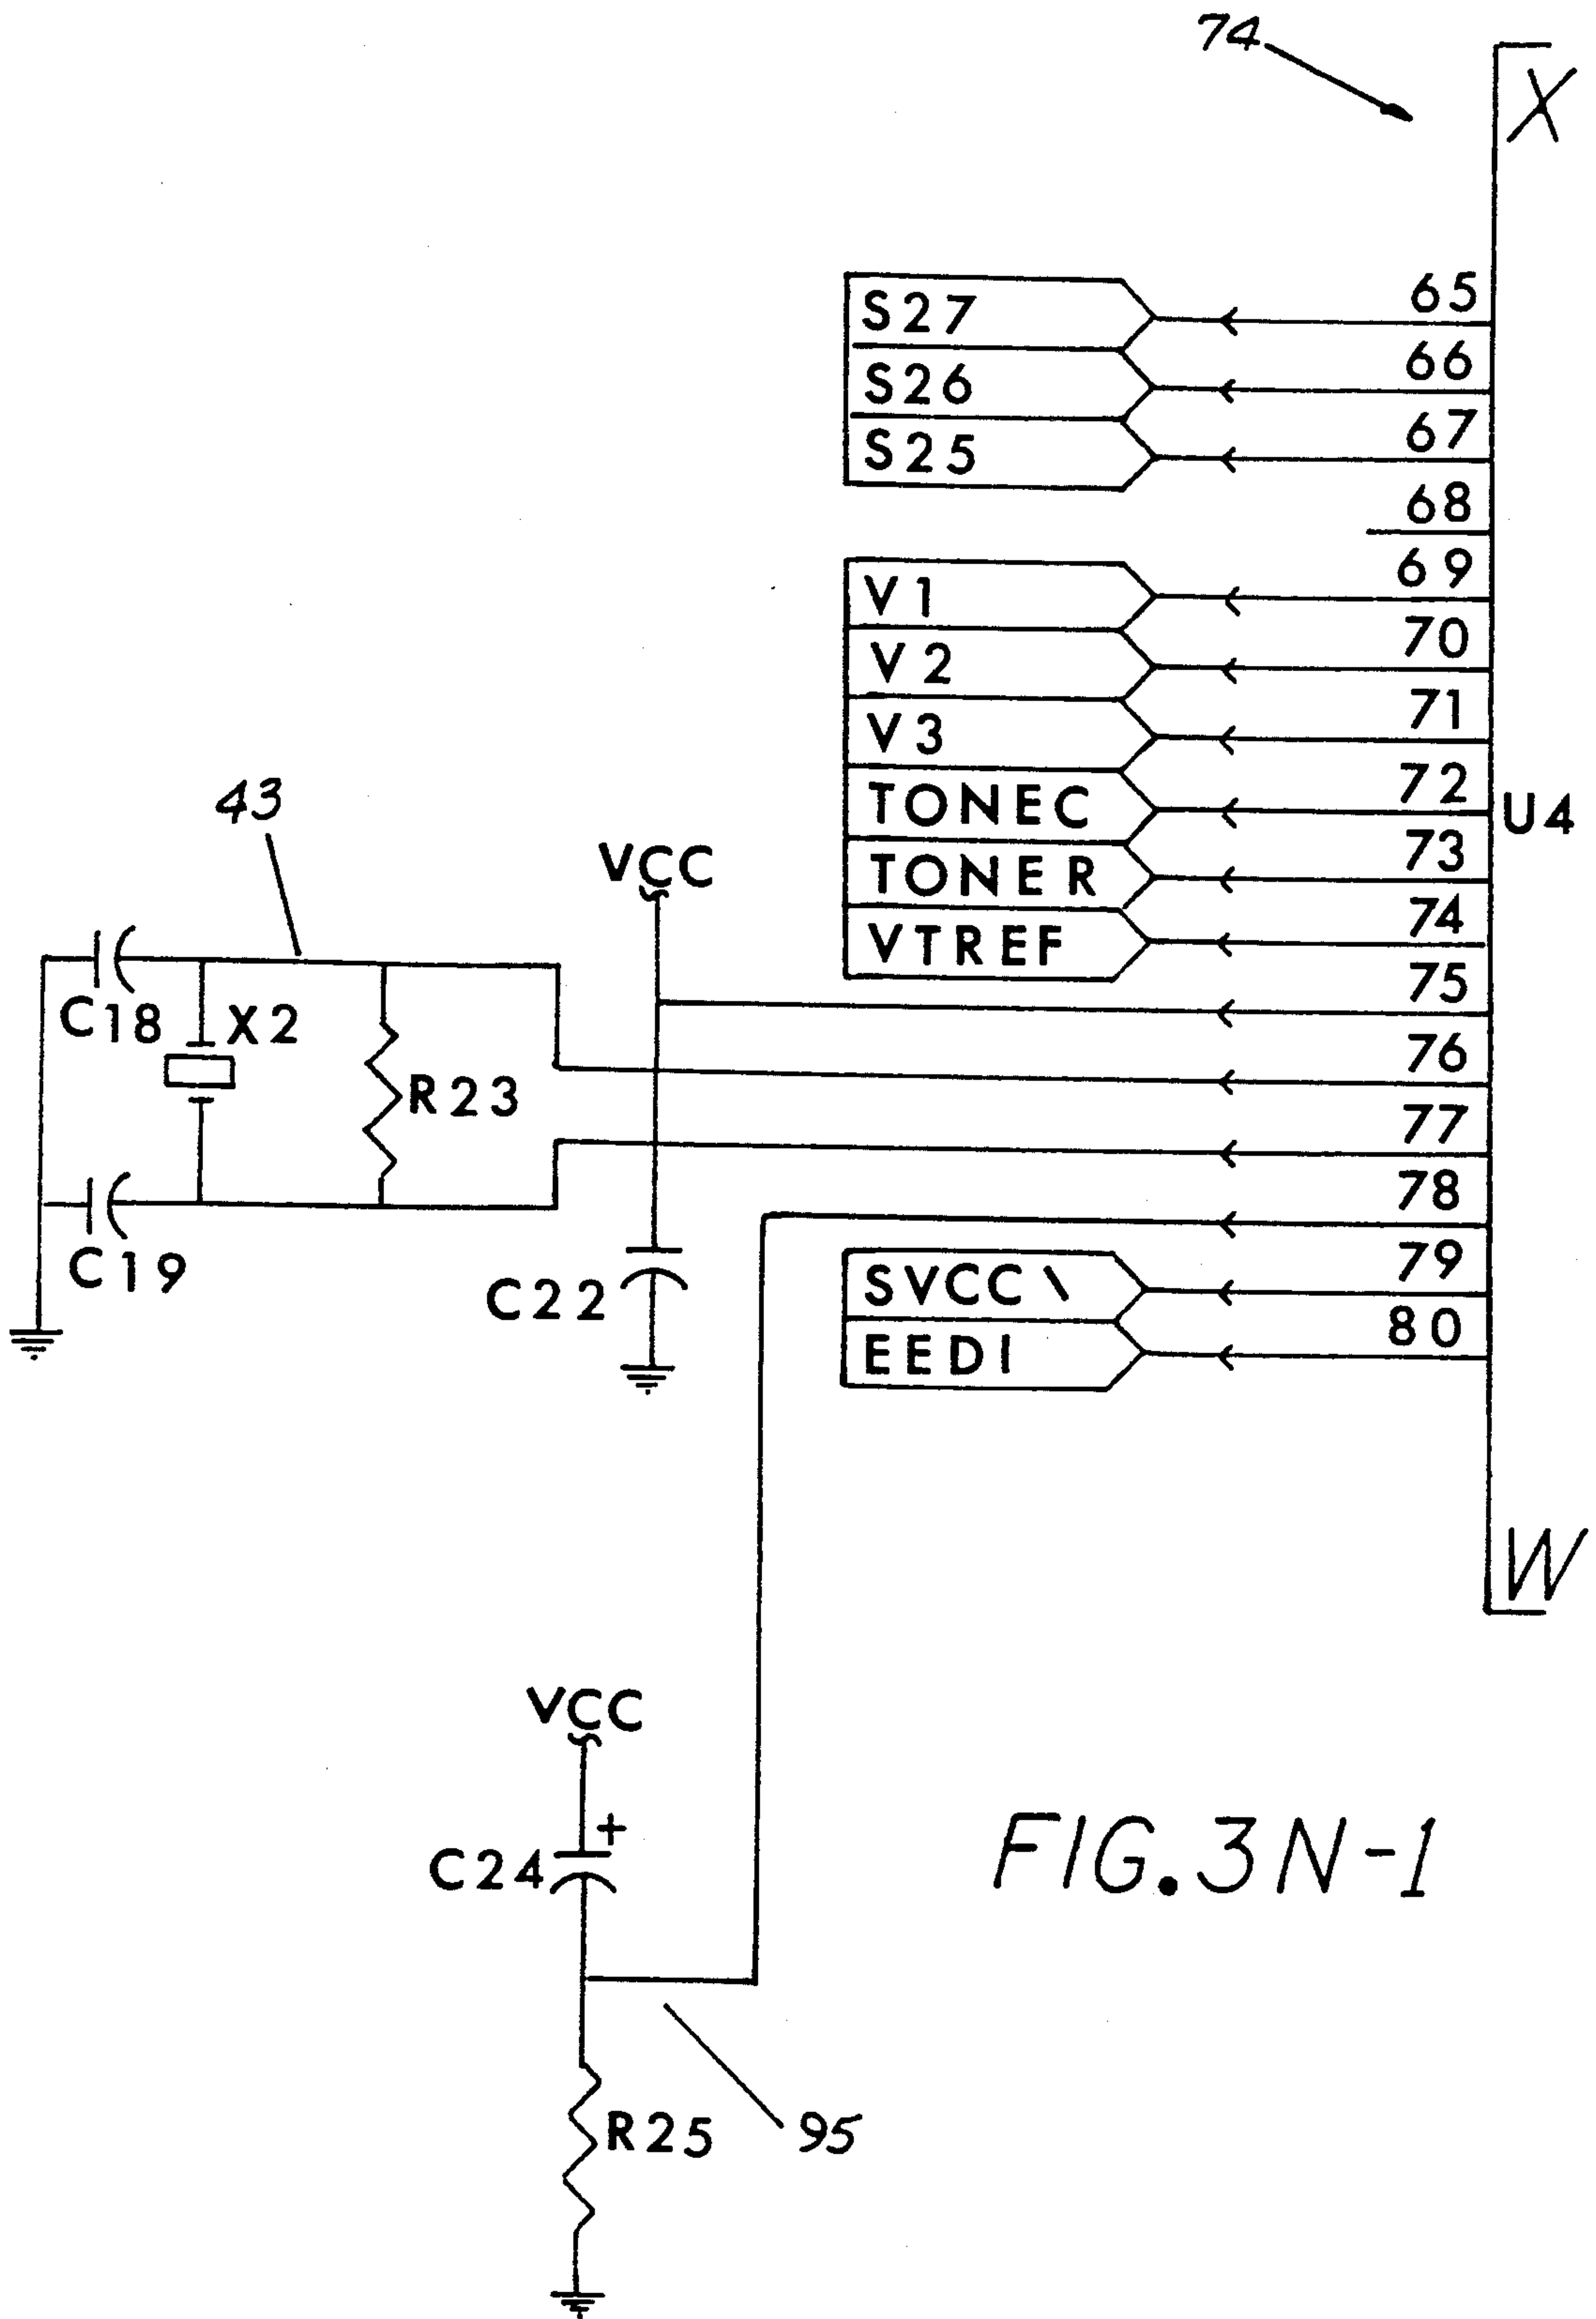 74
X
S27 65
S26 66
S25 67
68
V1 69
V2 70
V3 71
TONEC 72
U4
TONER 73
VTREF 74
75
43
VCC
C18 X2
R23
76
77
78
C19
C22
SVCC\ 79
EEDI 80
W
VCC
+
C24
R25
95
FIG.3N-1